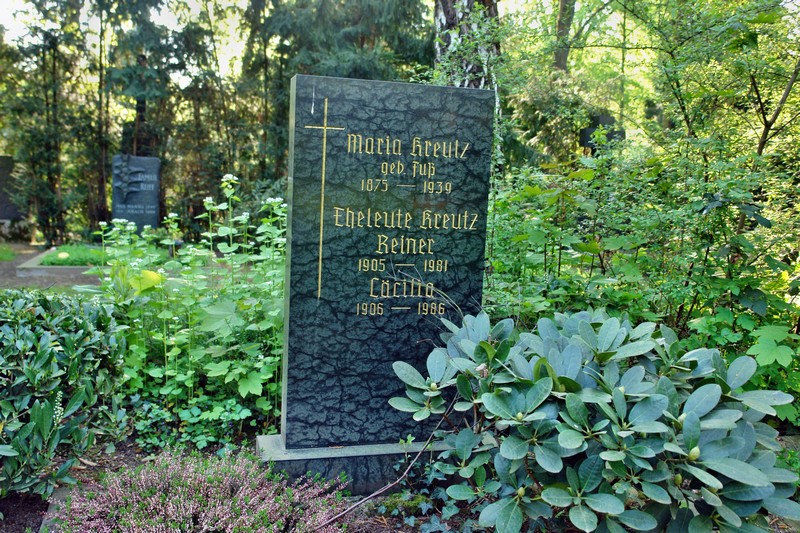 Maria Kreutz
geb. Fuß
1875 — 1939
Eheleute Kreutz
Reiner
1905 — 1981
Cäcilia
1906 — 1986